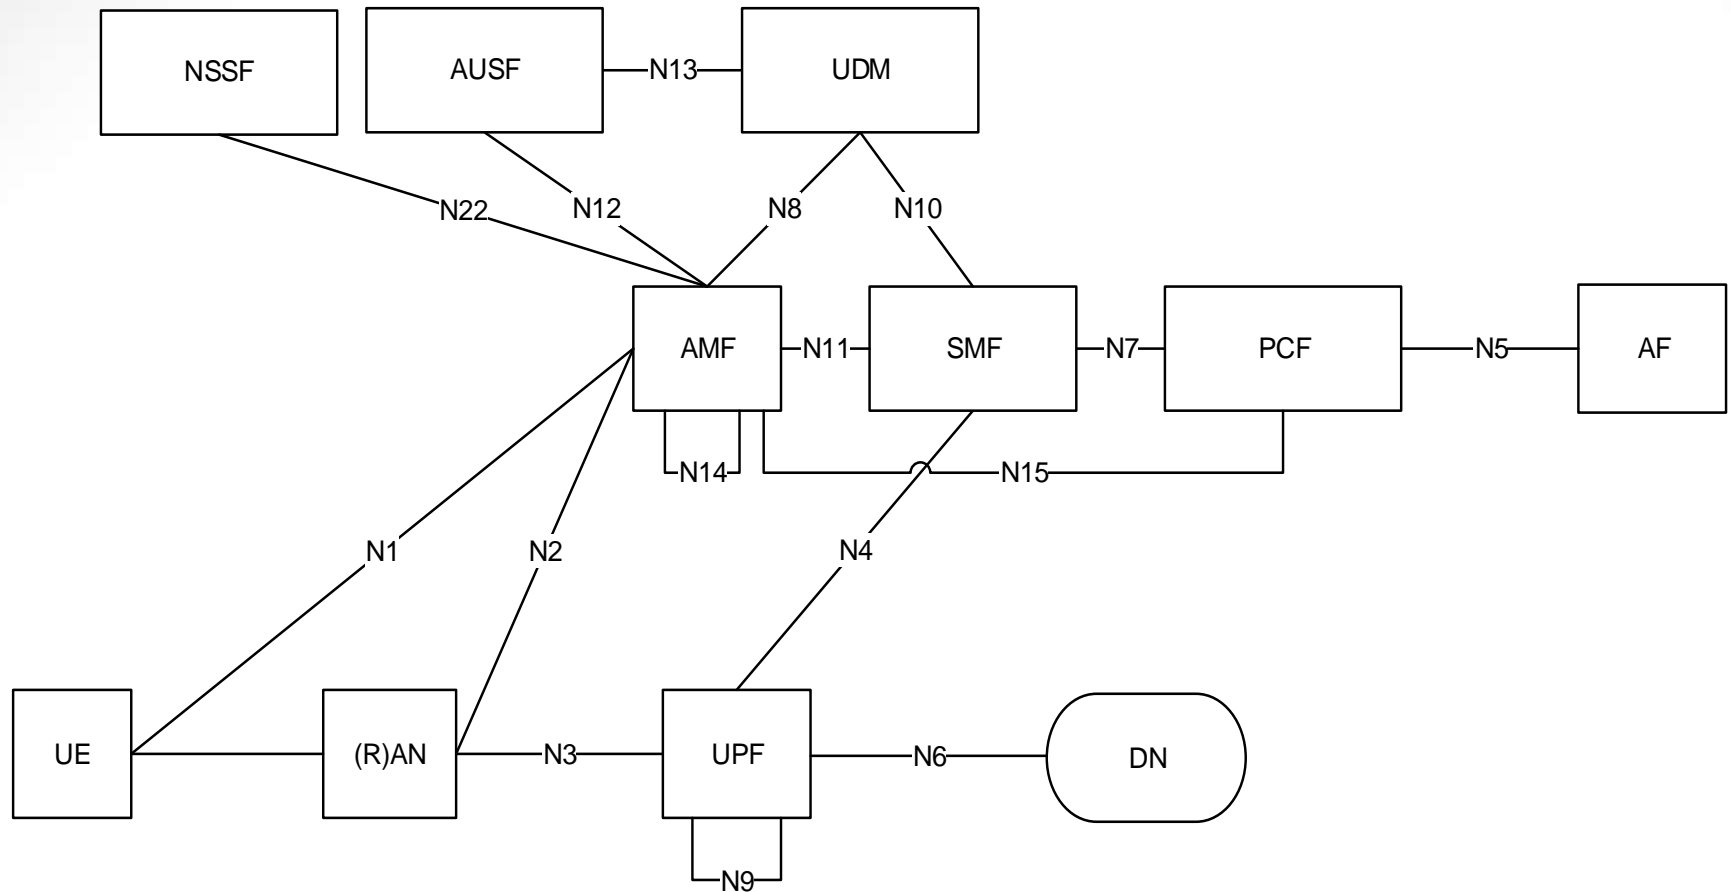 NSSF
AUSF
N13
UDM
N22
N12
N8
N10
AMF
N11
SMF
N7
PCF
N5
AF
N14
N15
N1
N2
N4
UE
(R)AN
N3
UPF
N6
DN
N9